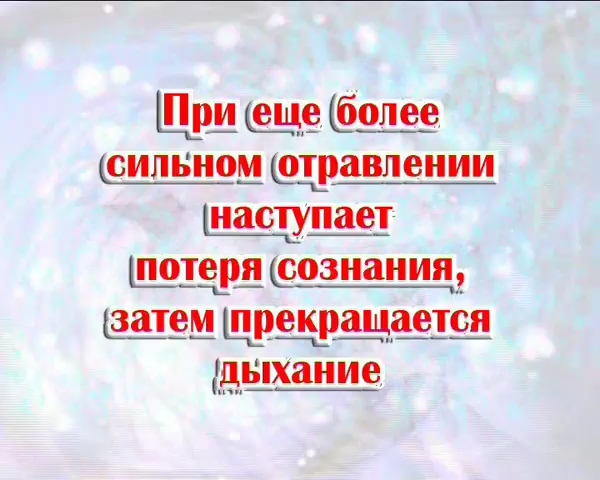 При еще более
сильном отравлении
наступает
потеря сознания,
затем прекращается
дыхание